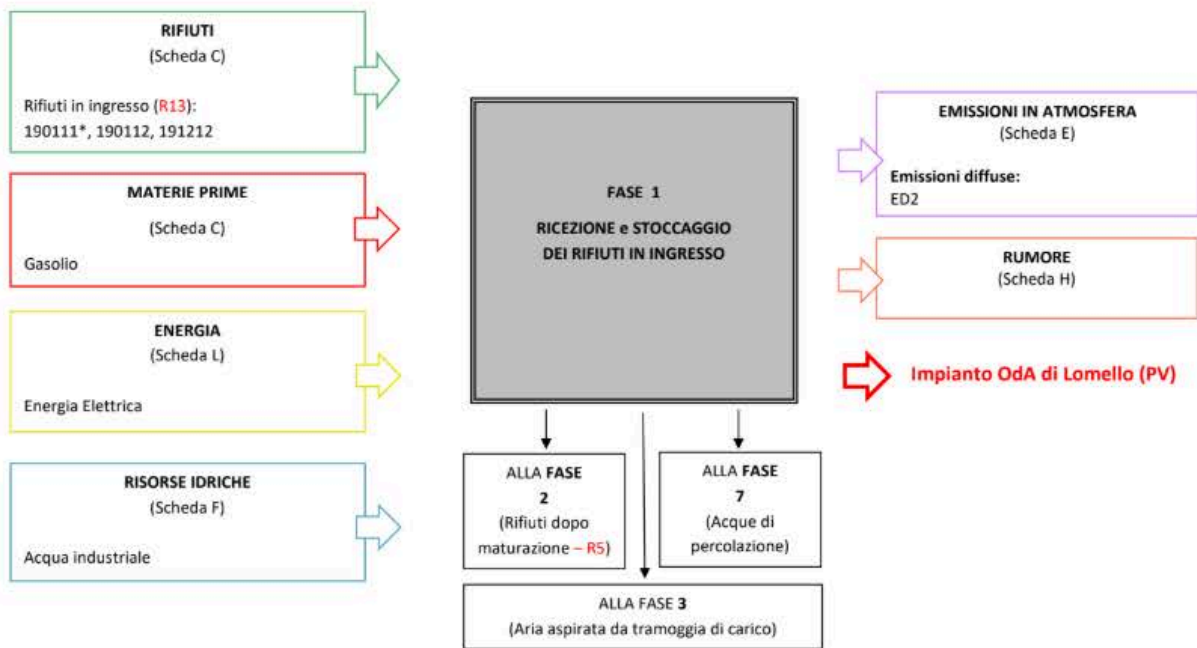 RIFIUTI
(Scheda C)
Rifiuti in ingresso (R13):
190111*, 190112, 191212
MATERIE PRIME
(Scheda C)
Gasolio
ENERGIA
(Scheda L)
Energia Elettrica
RISORSE IDRICHE
(Scheda F)
Acqua industriale
FASE 1
RICEZIONE e STOCCAGGIO
DEI RIFIUTI IN INGRESSO
ALLA FASE
2
(Rifiuti dopo
maturazione – R5)
ALLA FASE
7
(Acque di
percolazione)
ALLA FASE 3
(Aria aspirata da tramoggia di carico)
EMISSIONI IN ATMOSFERA
(Scheda E)
Emissioni diffuse:
ED2
RUMORE
(Scheda H)
Impianto OdA di Lomello (PV)